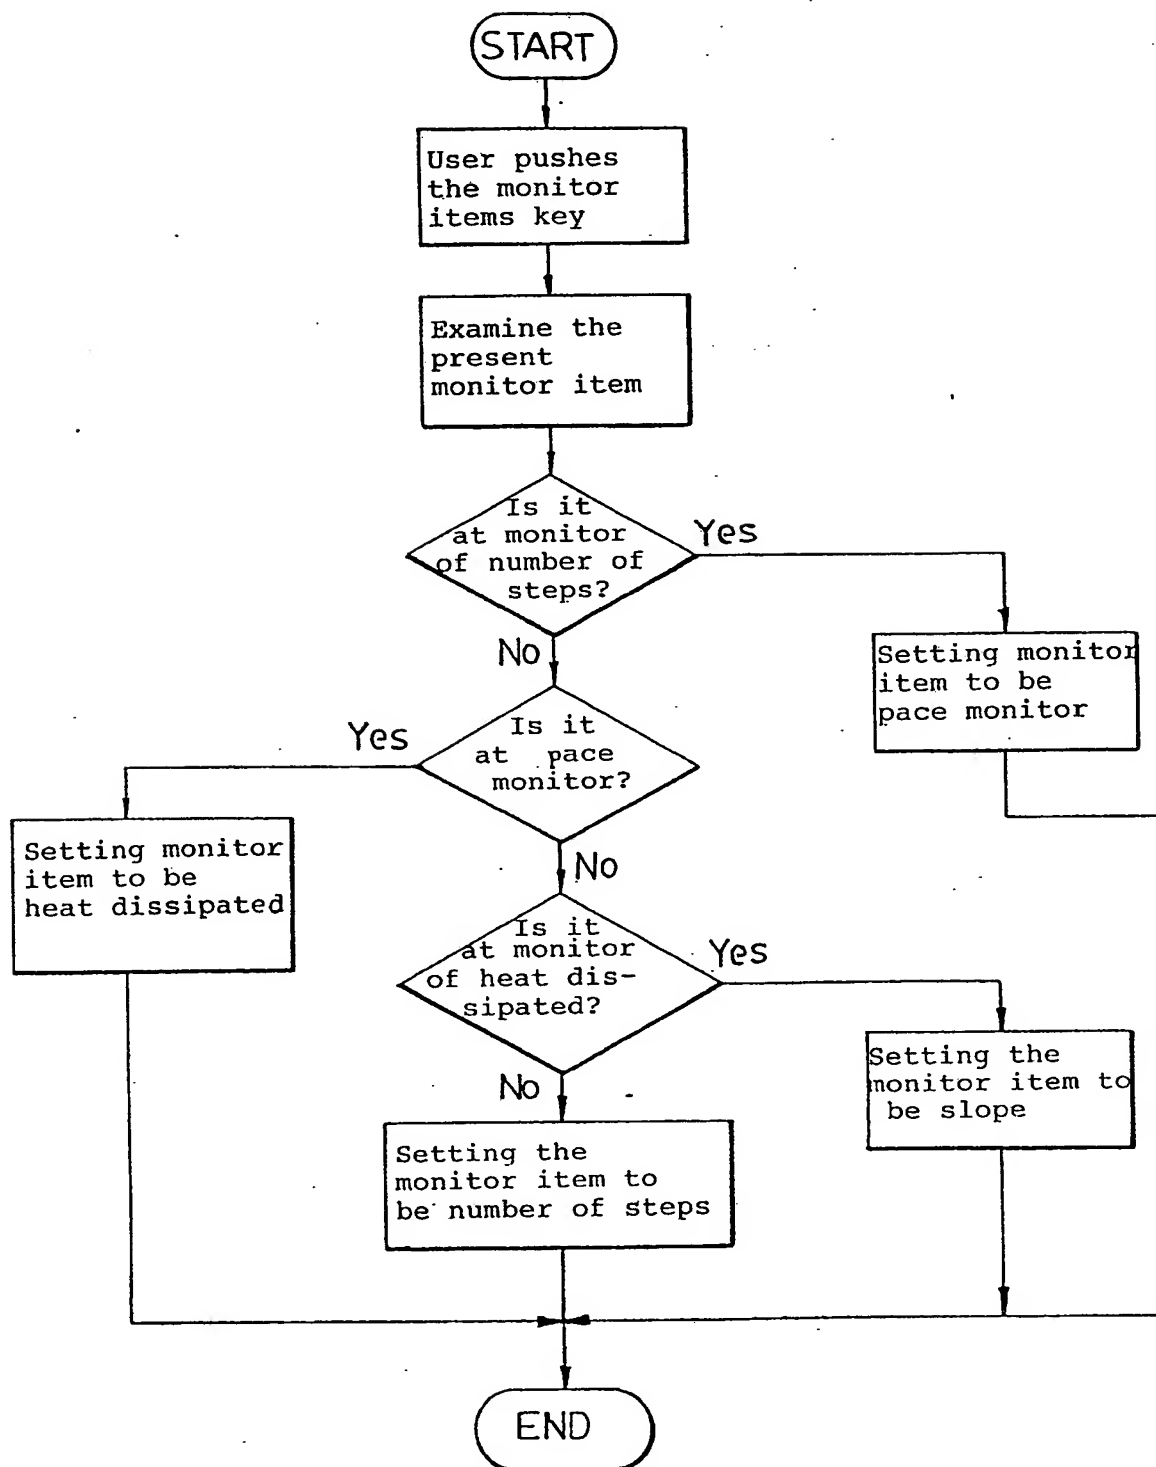 START
User pushes
the monitor
items key
Examine the
present
monitor item
Is it
at monitor
of number of
steps?
Yes
No
Setting monitor
item to be
pace monitor
Is it
at pace
monitor?
Yes
No
Setting monitor
item to be
heat dissipated
Is it
at monitor
of heat dis-
sipated?
Yes
No
Setting the
monitor item to
be slope
Setting the
monitor item to
be number of steps
END